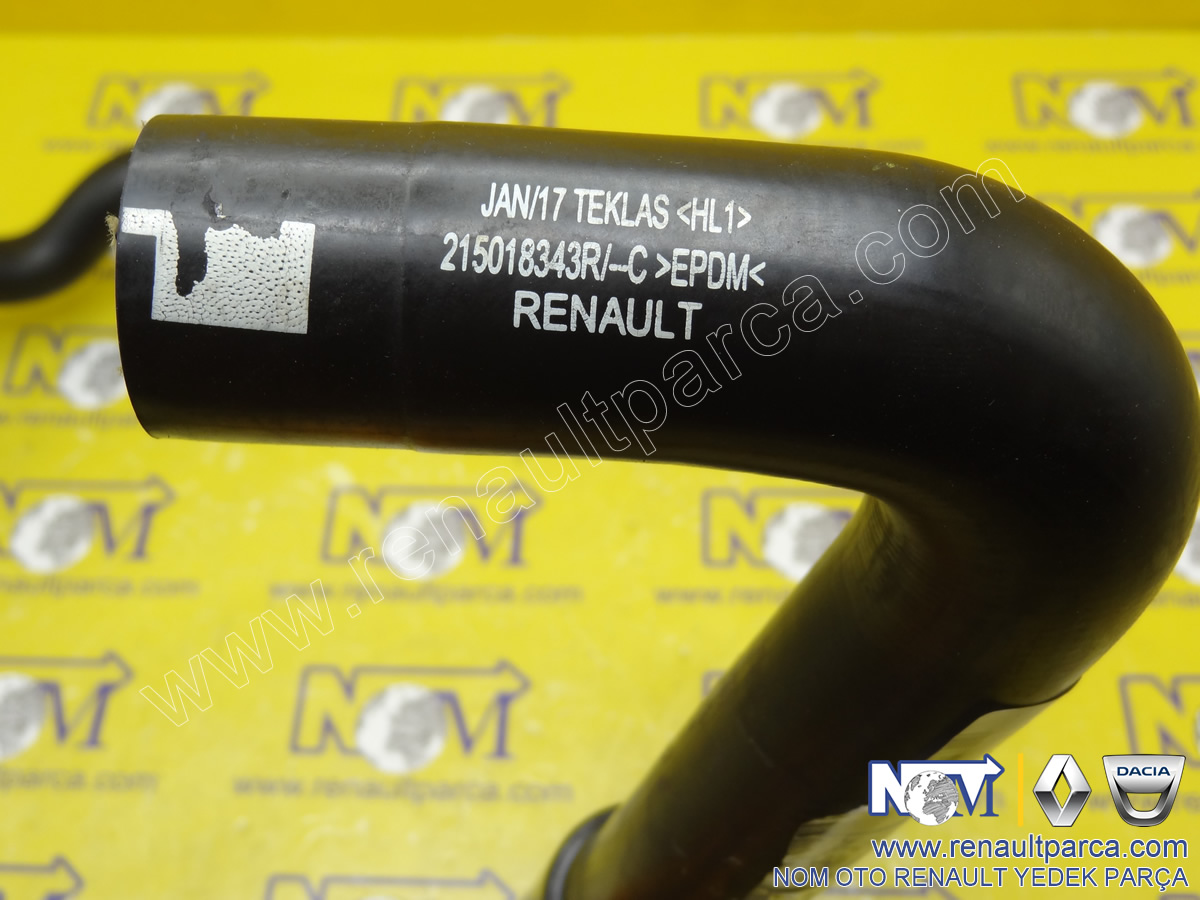 JAN/17 TEKLAS <HL1>
215018343R/--C >EPDM<
RENAULT
www.renaultparca.com
NOM
DACIA
www.renaultparca.com
NOM OTO RENAULT YEDEK PARÇA